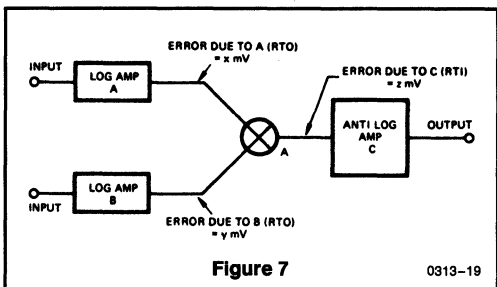 INPUT
LOG AMP
A
ERROR DUE TO A (RTO)
= x mV
ERROR DUE TO C (RTI)
= z mV
A
ANTI LOG
AMP
C
OUTPUT
INPUT
LOG AMP
B
ERROR DUE TO B (RTO)
= y mV
Figure 7
0313–19